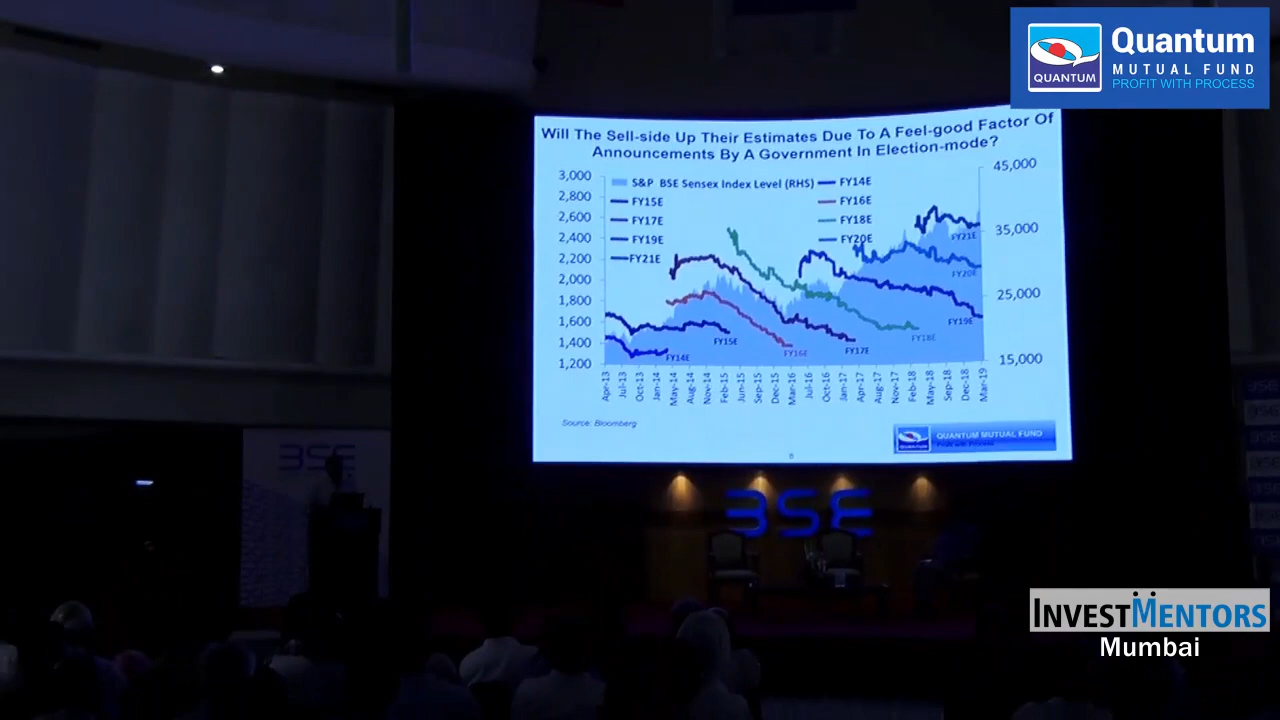 Quantum
MUTUAL FUND
PROFIT WITH PROCESS
QUANTUM
Will The Sell-side Up Their Estimates Due To A Feel-good Factor Of
Announcements By A Government In Election-mode?
3,000
2,800
2,600
2,400
2,200
2,000
1,800
1,600
1,400
1,200
45,000
35,000
25,000
15,000
S&P BSE Sensex Index Level (RHS)
FY14E
FY15E
FY16E
FY17E
FY18E
FY19E
FY20E
FY21E
FY21E
FY20E
FY19E
FY14E
FY15E
FY16E
FY17E
FY18E
Apr-13
Jul-13
Oct-13
Jan-14
May-14
Aug-14
Nov-14
Feb-15
Jun-15
Sep-15
Dec-15
Mar-16
Jul-16
Oct-16
Jan-17
Apr-17
Aug-17
Nov-17
Feb-18
May-18
Sep-18
Dec-18
Mar-19
Source: Bloomberg
QUANTUM MUTUAL FUND
BSE
BSE
INVESTMENTORS
Mumbai